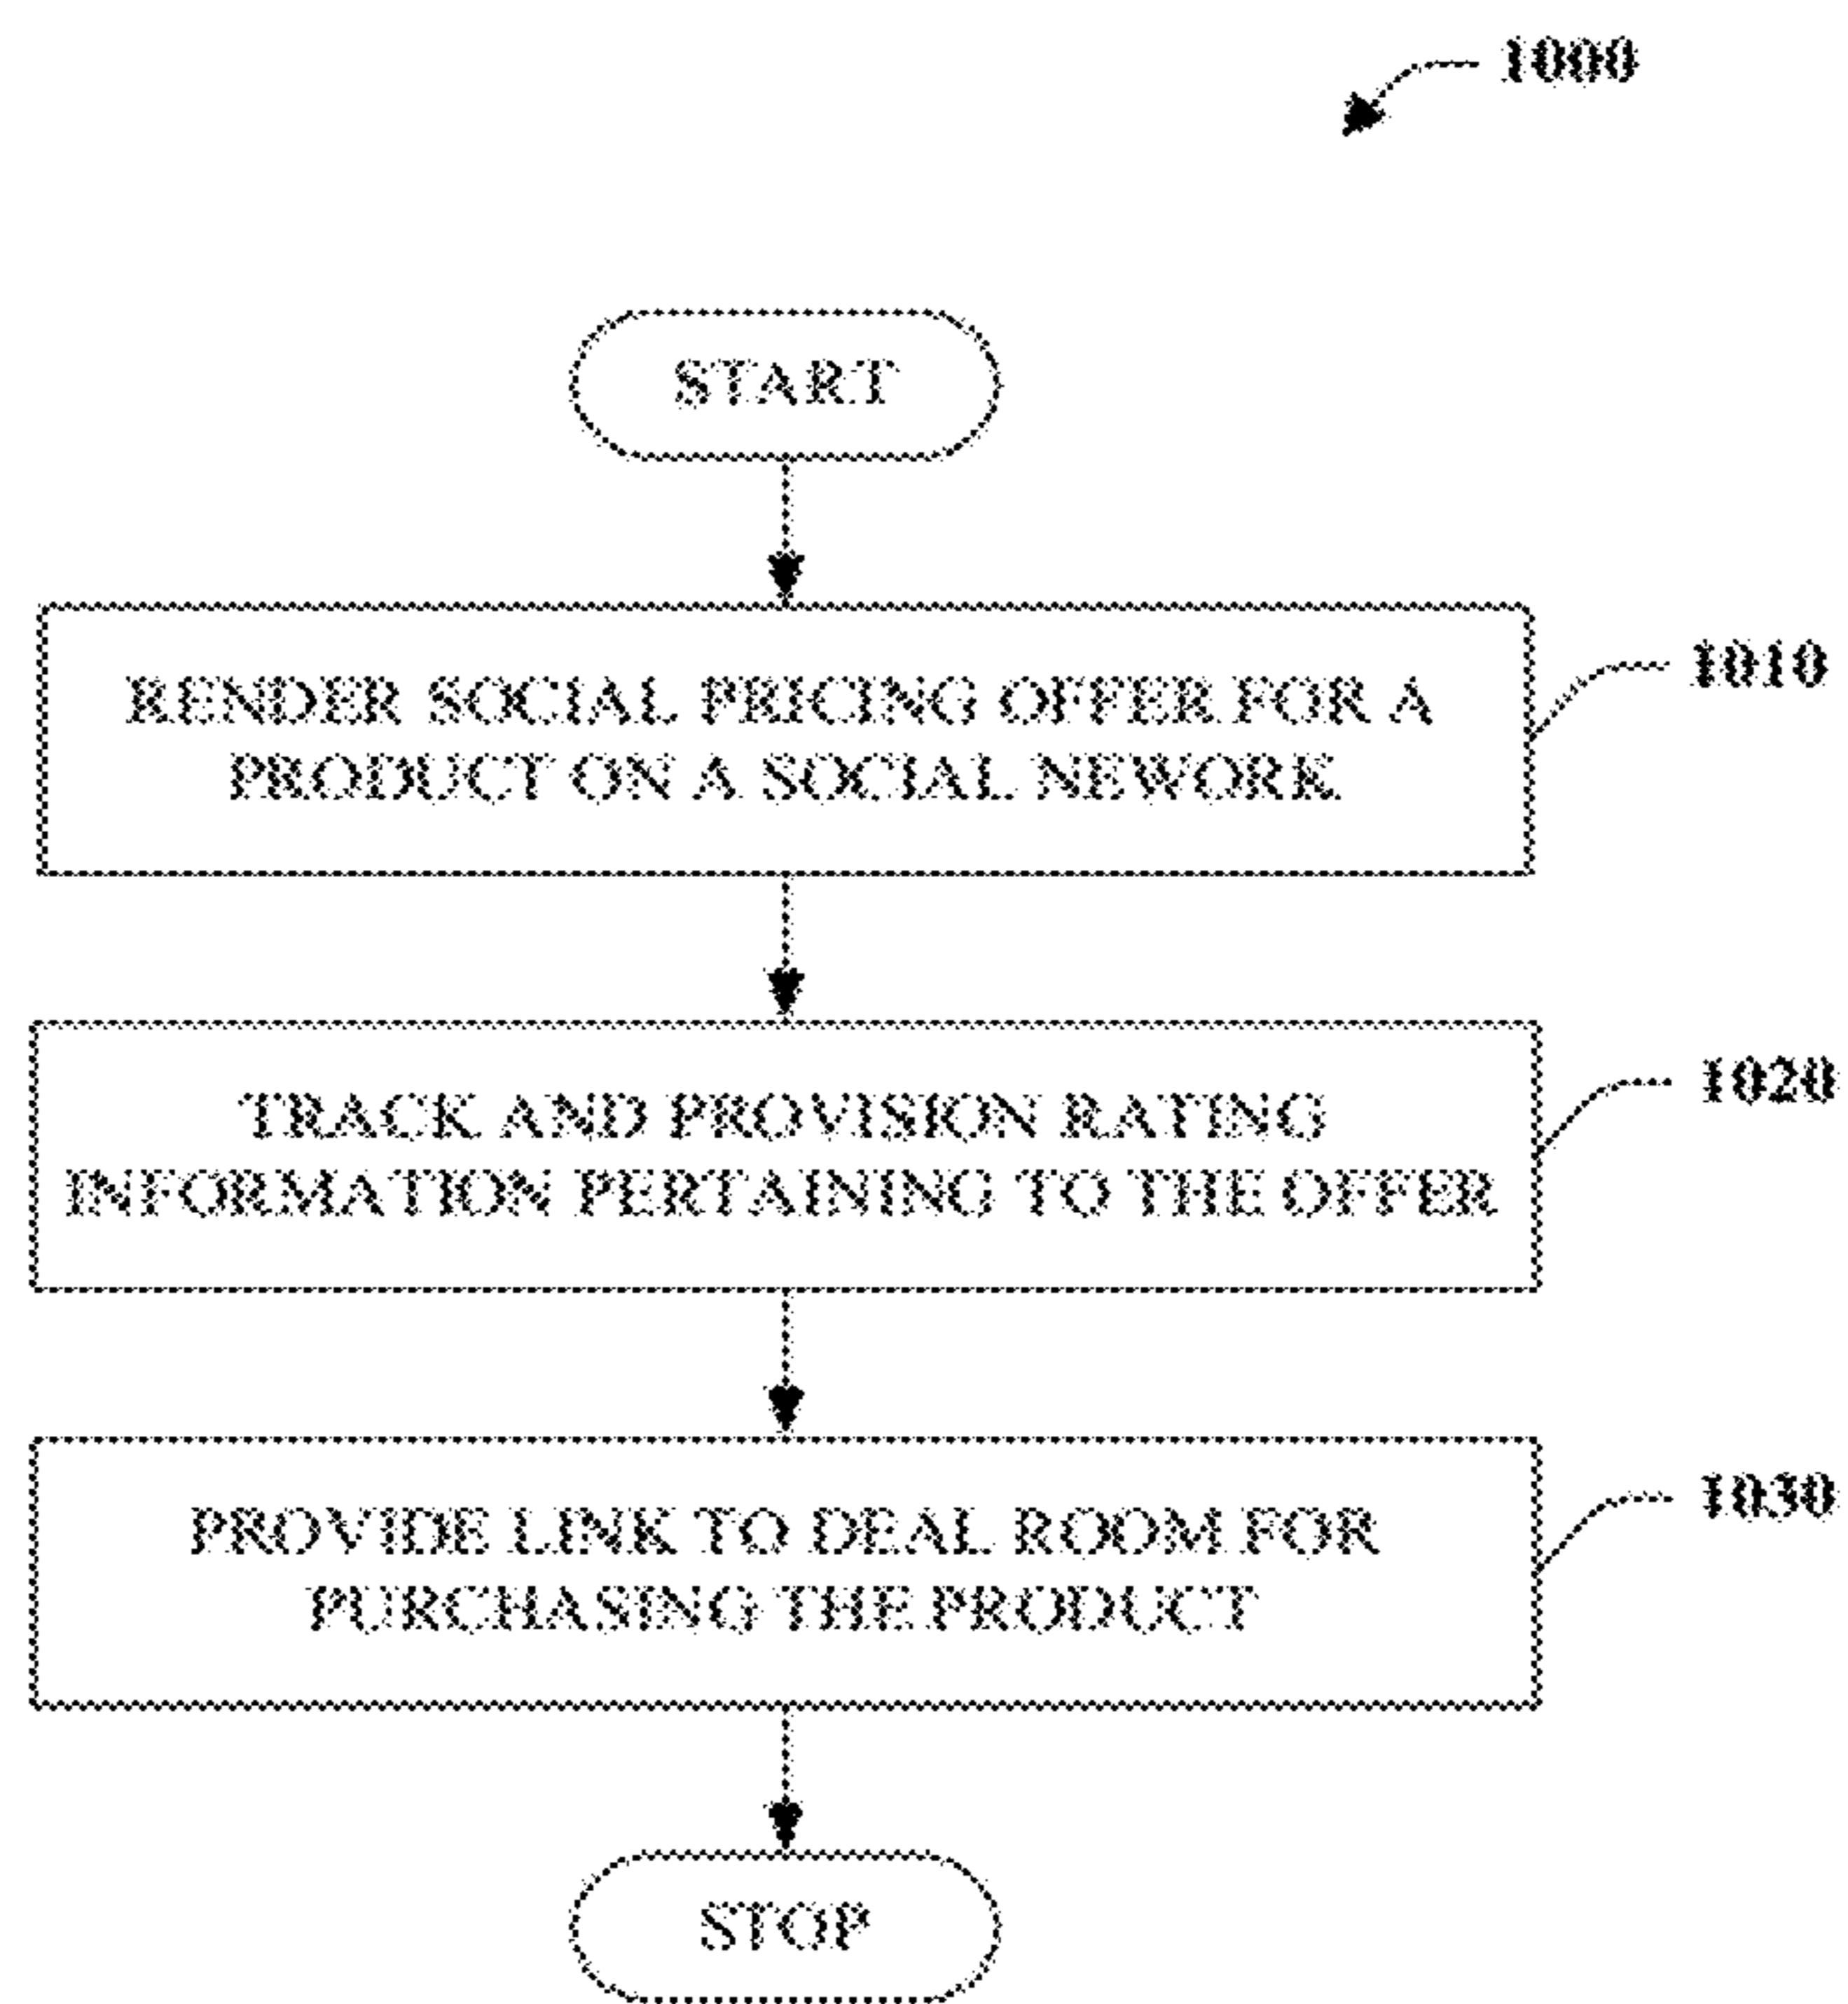 1000
START
RENDER SOCIAL PRICING OFFER FOR A
PRODUCT ON A SOCIAL NEWORK
1010
TRACK AND PROVISION RATING
INFORMATION PERTAINING TO THE OFFER
1020
PROVIDE LINK TO DEAL ROOM FOR
PURCHASING THE PRODUCT
1030
STOP